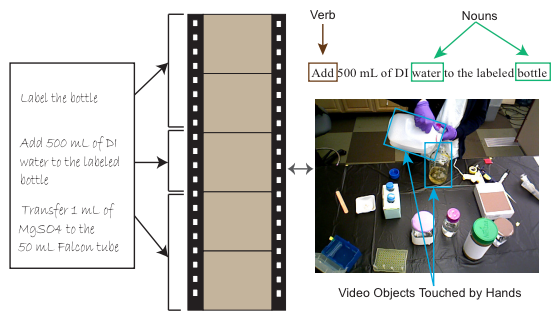 Label the bottle
Add 500 mL of DI
water to the labeled
bottle
Transfer 1 mL of
MgSO4 to the
50 mL Falcon tube
Verb
Nouns
Add 500 mL of DI water to the labeled bottle
Video Objects Touched by Hands